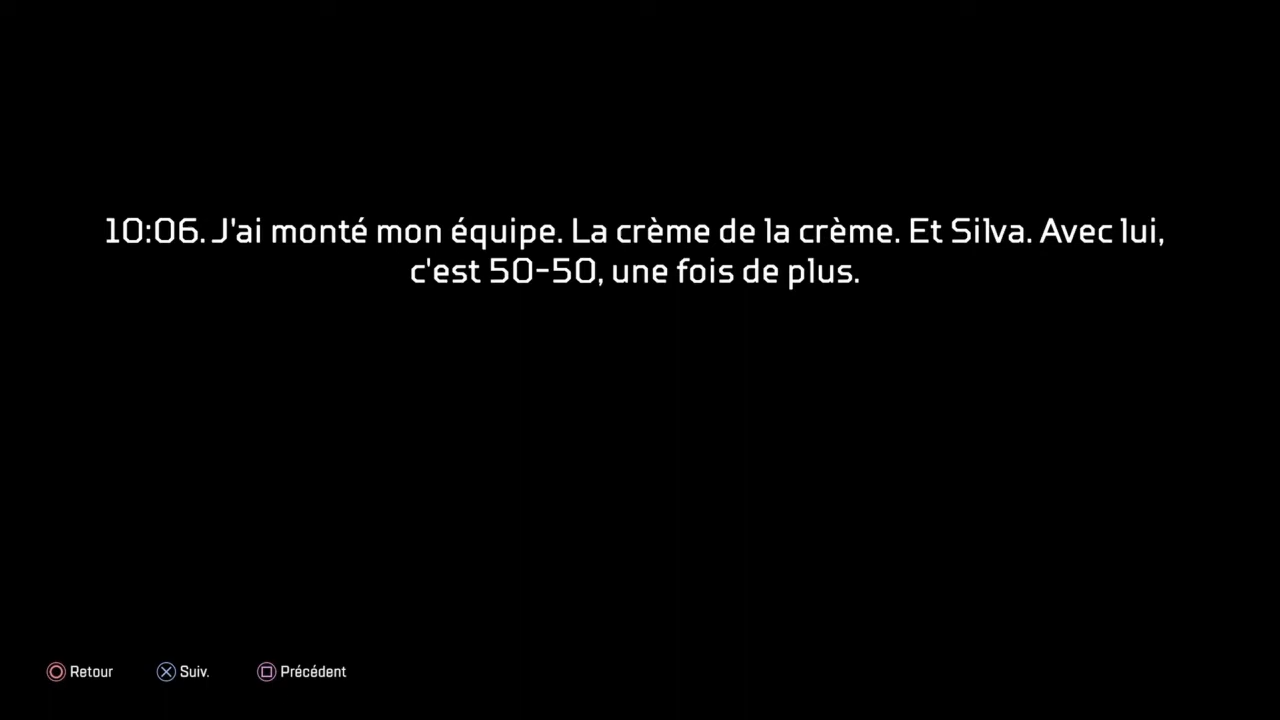 10:06. J'ai monté mon équipe. La crème de la crème. Et Silva. Avec lui,
c'est 50-50, une fois de plus.
Retour Suiv. Précédent